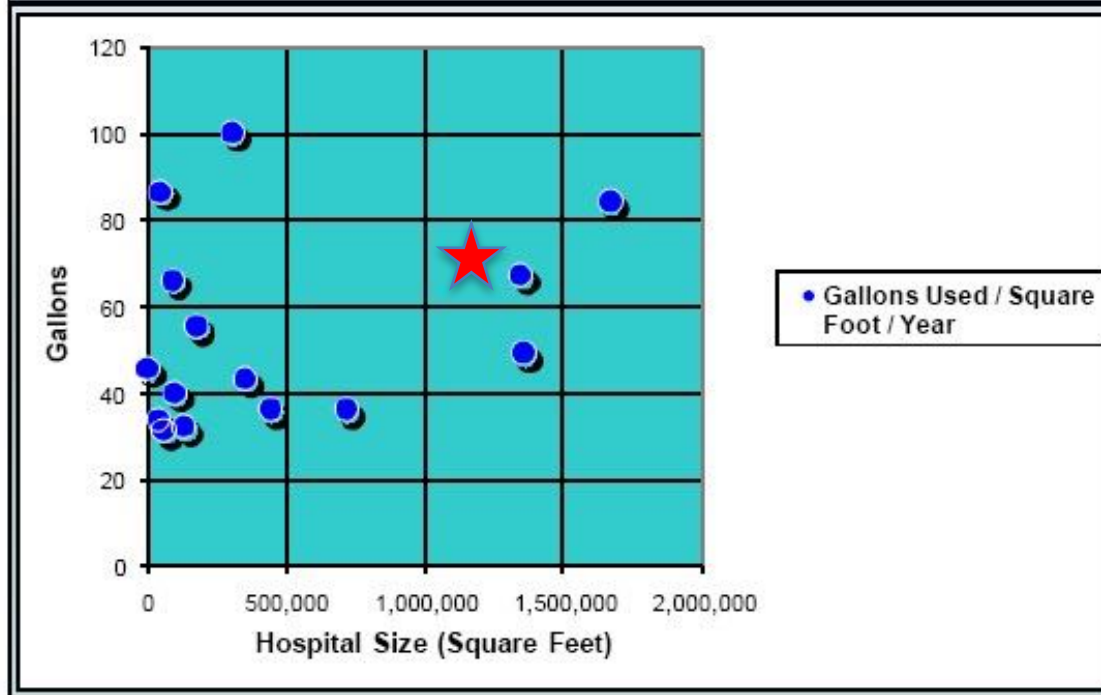 120
100
80
60
40
20
0
Gallons
0 500,000 1,000,000 1,500,000 2,000,000
Hospital Size (Square Feet)
Gallons Used / Square
Foot / Year